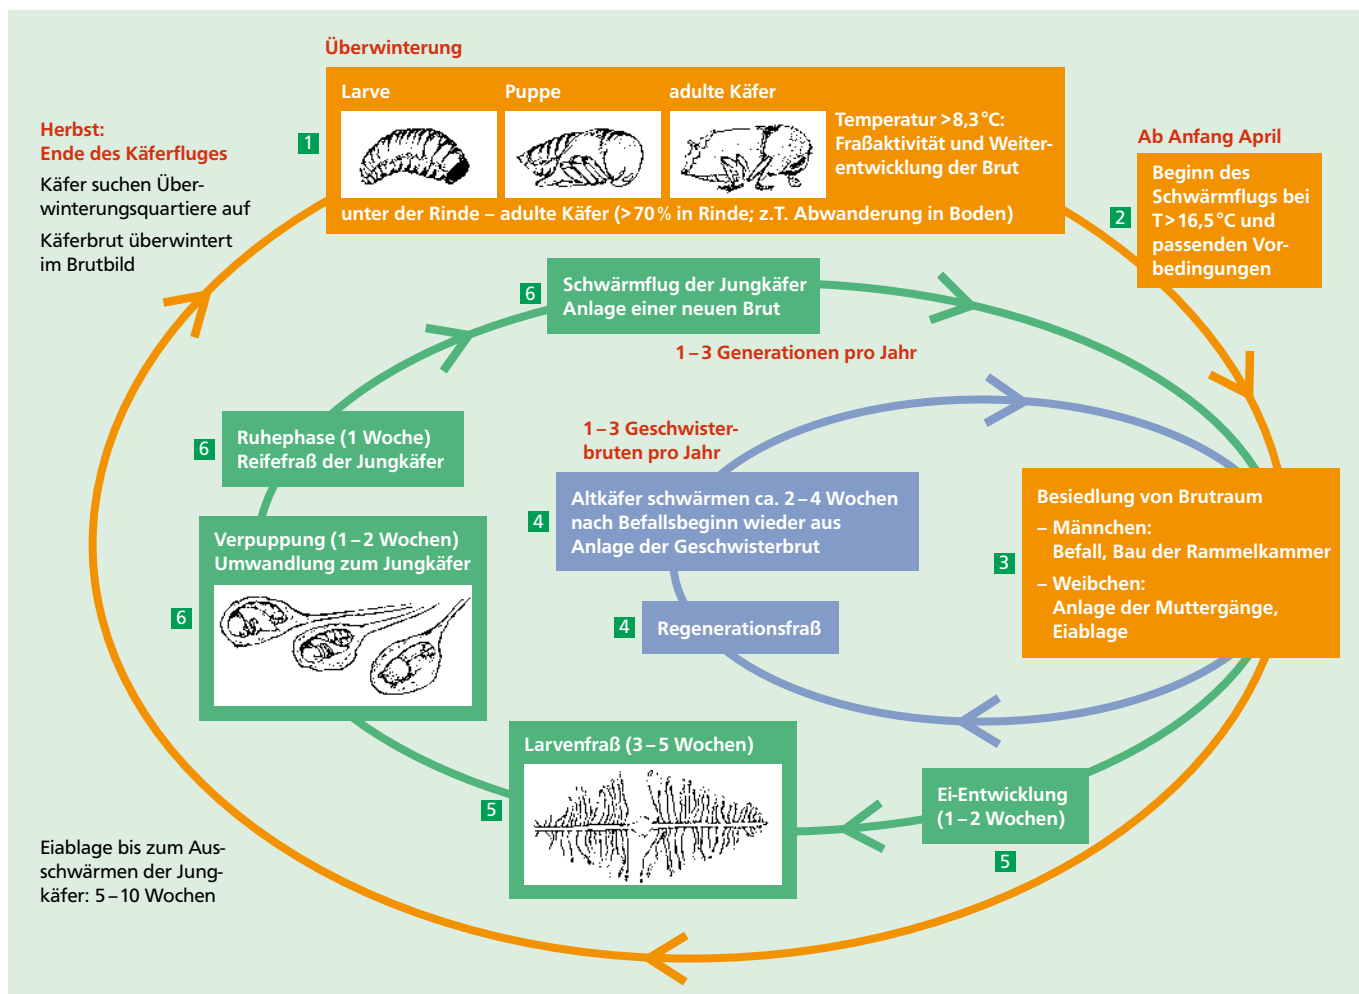 Überwinterung
Larve
Puppe
adulte Käfer
Temperatur >8,3 °C:
Fraßaktivität und Weiter-
entwicklung der Brut
unter der Rinde – adulte Käfer (>70 % in Rinde; z.T. Abwanderung in Boden)
1
Herbst:
Ende des Käferfluges
Käfer suchen Über-
winterungsquartiere auf
Käferbrut überwintert
im Brutbild
Ab Anfang April
Beginn des
Schwärmflugs bei
T> 16,5 °C und
passenden Vor-
bedingungen
2
6
Schwärmflug der Jungkäfer
Anlage einer neuen Brut
1 – 3 Generationen pro Jahr
6
Ruhephase (1 Woche)
Reifefraß der Jungkäfer
1 – 3 Geschwister-
bruten pro Jahr
4
Altkäfer schwärmen ca. 2 – 4 Wochen
nach Befallsbeginn wieder aus
Anlage der Geschwisterbrut
3
Besiedlung von Brutraum
– Männchen:
Befall, Bau der Rammelkammer
– Weibchen:
Anlage der Muttergänge,
Eiablage
6
Verpuppung (1 – 2 Wochen)
Umwandlung zum Jungkäfer
4
Regenerationsfraß
5
Larvenfraß (3 – 5 Wochen)
Ei-Entwicklung
(1 – 2 Wochen)
5
Eiablage bis zum Aus-
schwärmen der Jung-
käfer: 5 – 10 Wochen